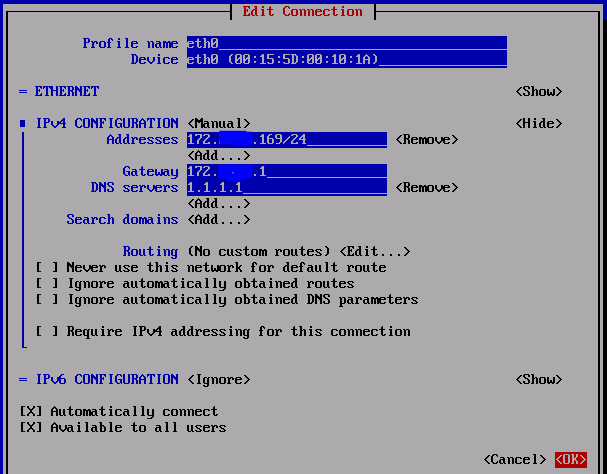 Edit Connection
Profile name eth0
Device eth0 (00:15:5D:00:10:1A)
= ETHERNET <Show>
IPv4 CONFIGURATION <Manual> <Hide>
Addresses 172. .169/24 <Remove>
<Add...>
Gateway 172. .1
DNS servers 1.1.1.1 <Remove>
<Add...>
Search domains <Add...>
Routing (No custom routes) <Edit...>
[ ] Never use this network for default route
[ ] Ignore automatically obtained routes
[ ] Ignore automatically obtained DNS parameters
[ ] Require IPv4 addressing for this connection
= IPv6 CONFIGURATION <Ignore> <Show>
[X] Automatically connect
[X] Available to all users
<Cancel> <OK>